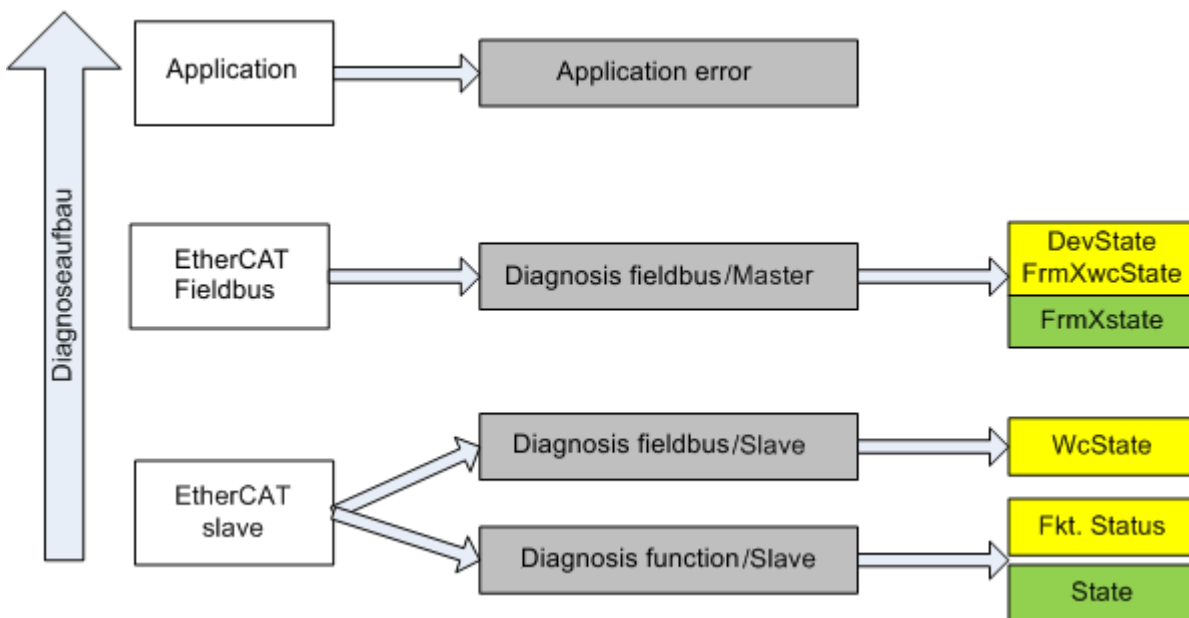 Diagnoseaufbau
Application
Application error
EtherCAT
Fieldbus
Diagnosis fieldbus/Master
DevState
FrmXwcState
FrmXstate
EtherCAT
slave
Diagnosis fieldbus/Slave
WcState
Diagnosis function/Slave
Fkt. Status
State